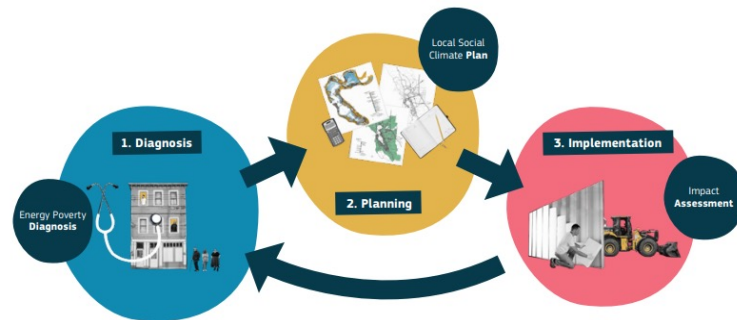 Local Social
Climate Plan
1. Diagnosis
3. Implementation
Energy Poverty
Diagnosis
2. Planning
Impact
Assessment